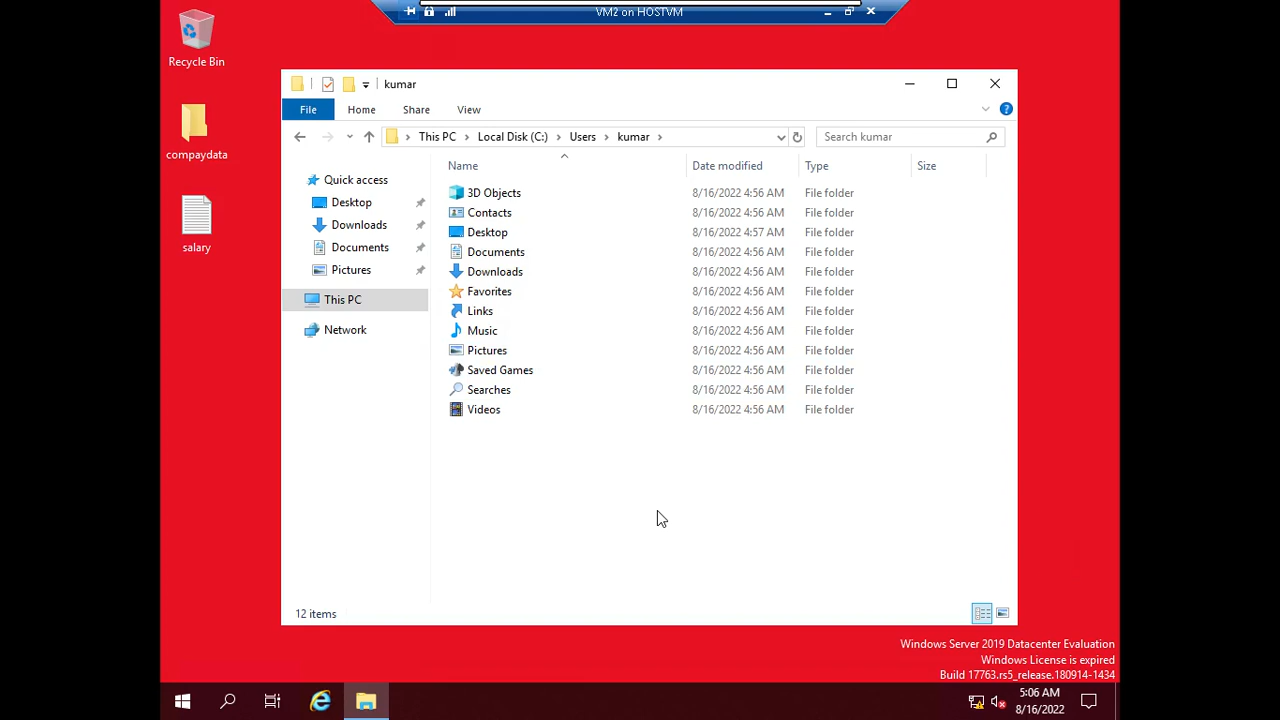 VM2 on HOSTVM
Recycle Bin
compaydata
salary
kumar
File Home Share View
This PC Local Disk (C:) Users kumar
Search kumar
Quick access
Desktop
Downloads
Documents
Pictures
This PC
Network
Name Date modified Type Size
3D Objects 8/16/2022 4:56 AM File folder
Contacts 8/16/2022 4:56 AM File folder
Desktop 8/16/2022 4:57 AM File folder
Documents 8/16/2022 4:56 AM File folder
Downloads 8/16/2022 4:56 AM File folder
Favorites 8/16/2022 4:56 AM File folder
Links 8/16/2022 4:56 AM File folder
Music 8/16/2022 4:56 AM File folder
Pictures 8/16/2022 4:56 AM File folder
Saved Games 8/16/2022 4:56 AM File folder
Searches 8/16/2022 4:56 AM File folder
Videos 8/16/2022 4:56 AM File folder
12 items
Windows Server 2019 Datacenter Evaluation
Windows License is expired
Build 17763.rs5_release.180914-1434
5:06 AM
8/16/2022